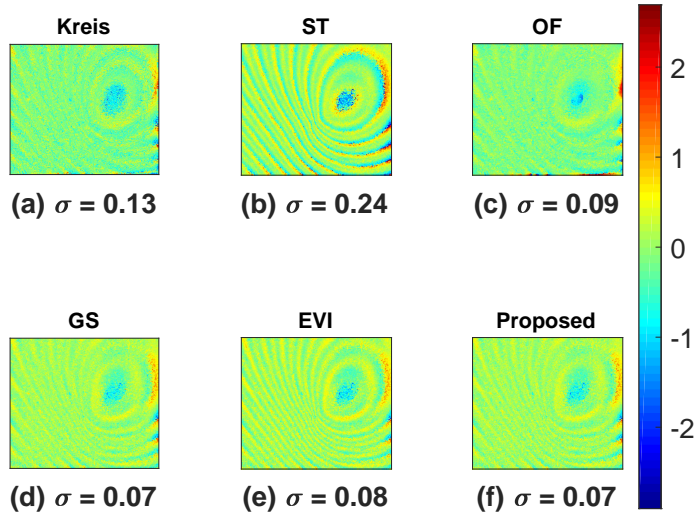 Kreis
ST
OF
(a) σ = 0.13
(b) σ = 0.24
(c) σ = 0.09
GS
EVI
Proposed
(d) σ = 0.07
(e) σ = 0.08
(f) σ = 0.07
2
1
0
-1
-2